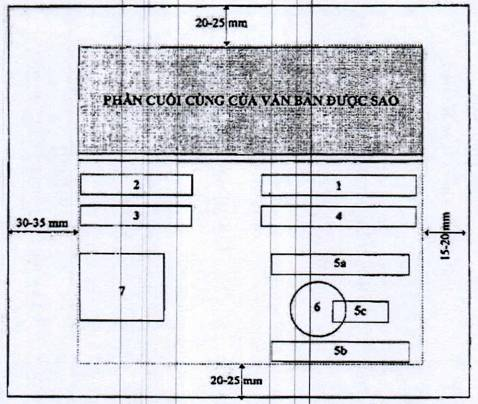 20-25 mm
PHẦN CUỐI CÙNG CỦA VĂN BẢN ĐƯỢC SAO
2
1
3
4
30-35 mm
15-20 mm
5a
7
6
5c
5b
20-25 mm